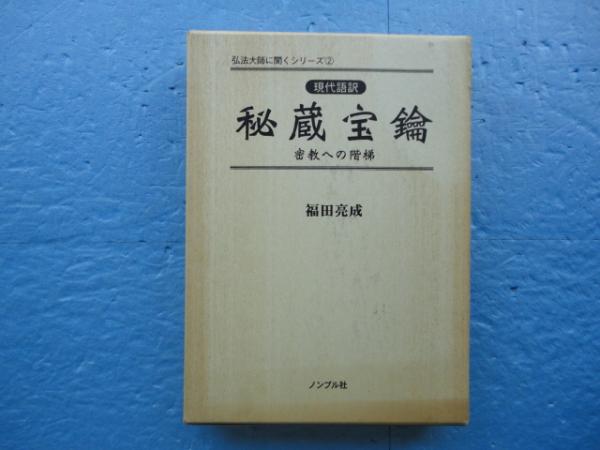 弘法大師に聞くシリーズ②
現代語訳
秘蔵宝鑰
密教への階梯
福田亮成
ノンブル社